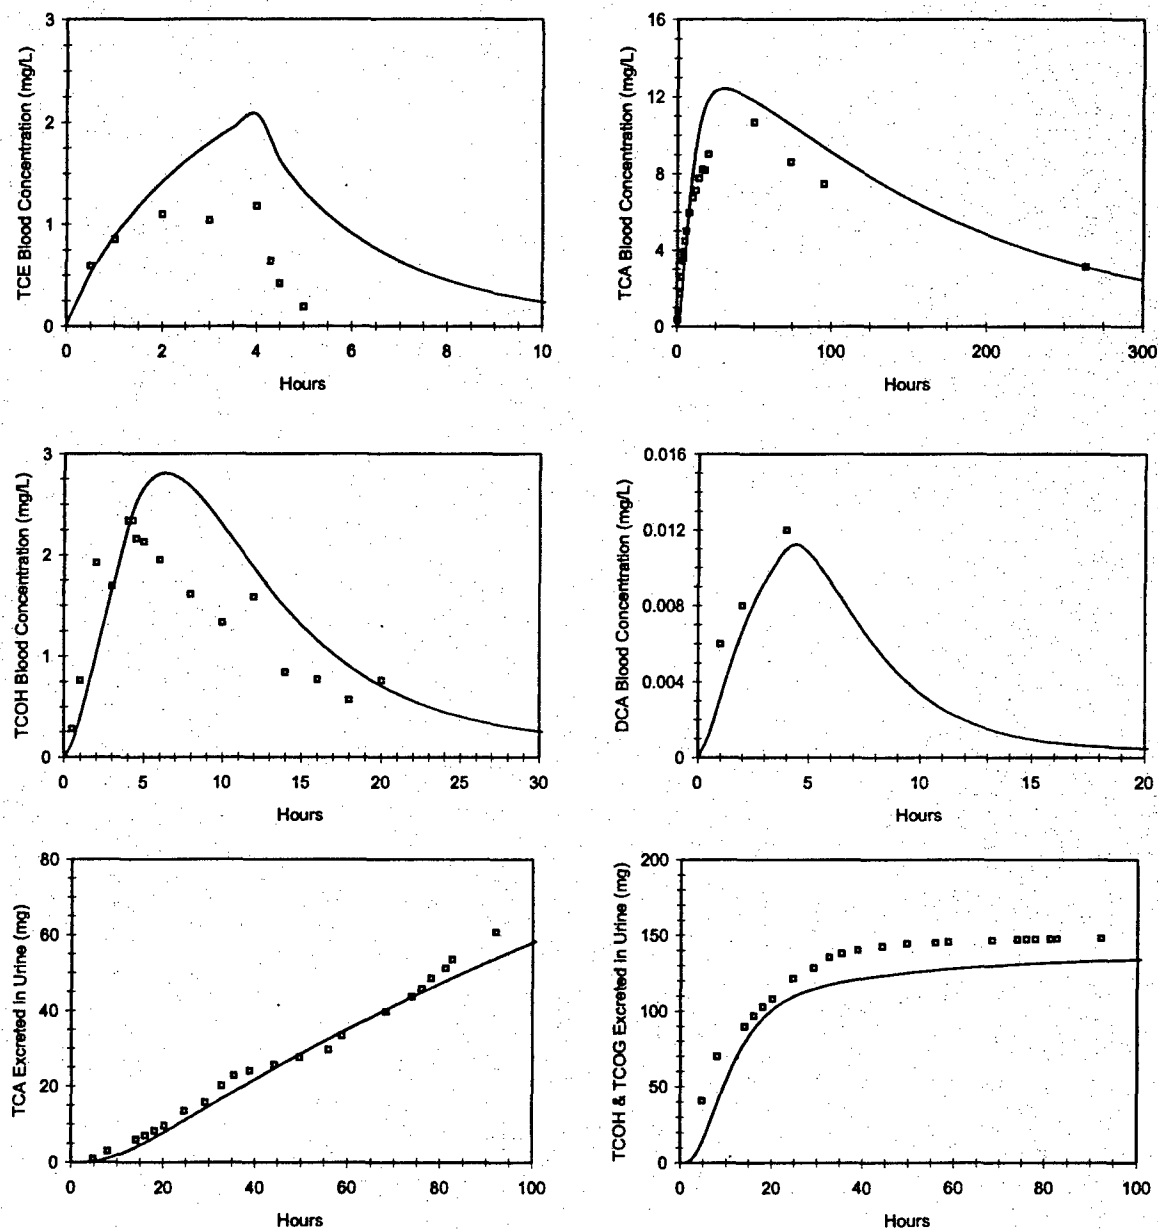 3
2
1
0
TCE Blood Concentration (mg/L)
0 2 4 6 8 10
Hours
16
12
8
4
0
TCA Blood Concentration (mg/L)
0 100 200 300
Hours
3
2
1
0
TCOH Blood Concentration (mg/L)
0 5 10 15 20 30
Hours
0.016
0.012
0.008
0.004
0
DCA Blood Concentration (mg/L)
0 5 10 15 20
Hours
80
60
40
20
0
TCA Excreted in Urine (mg)
0 20 40 60 80 100
Hours
200
150
100
50
0
TCOH & TCOG Excreted in Urine (mg)
0 20 40 60 80 100
Hours